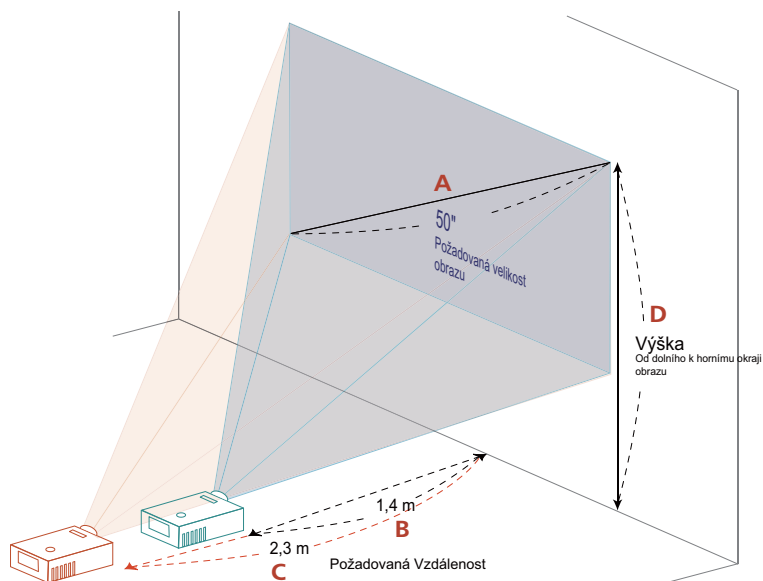 A
50"
Požadovaná velikost
obrazu
D
Výška
Od dolního k hornímu okraji
obrazu
1,4 m
B
2,3 m
C
Požadovaná Vzdálenost